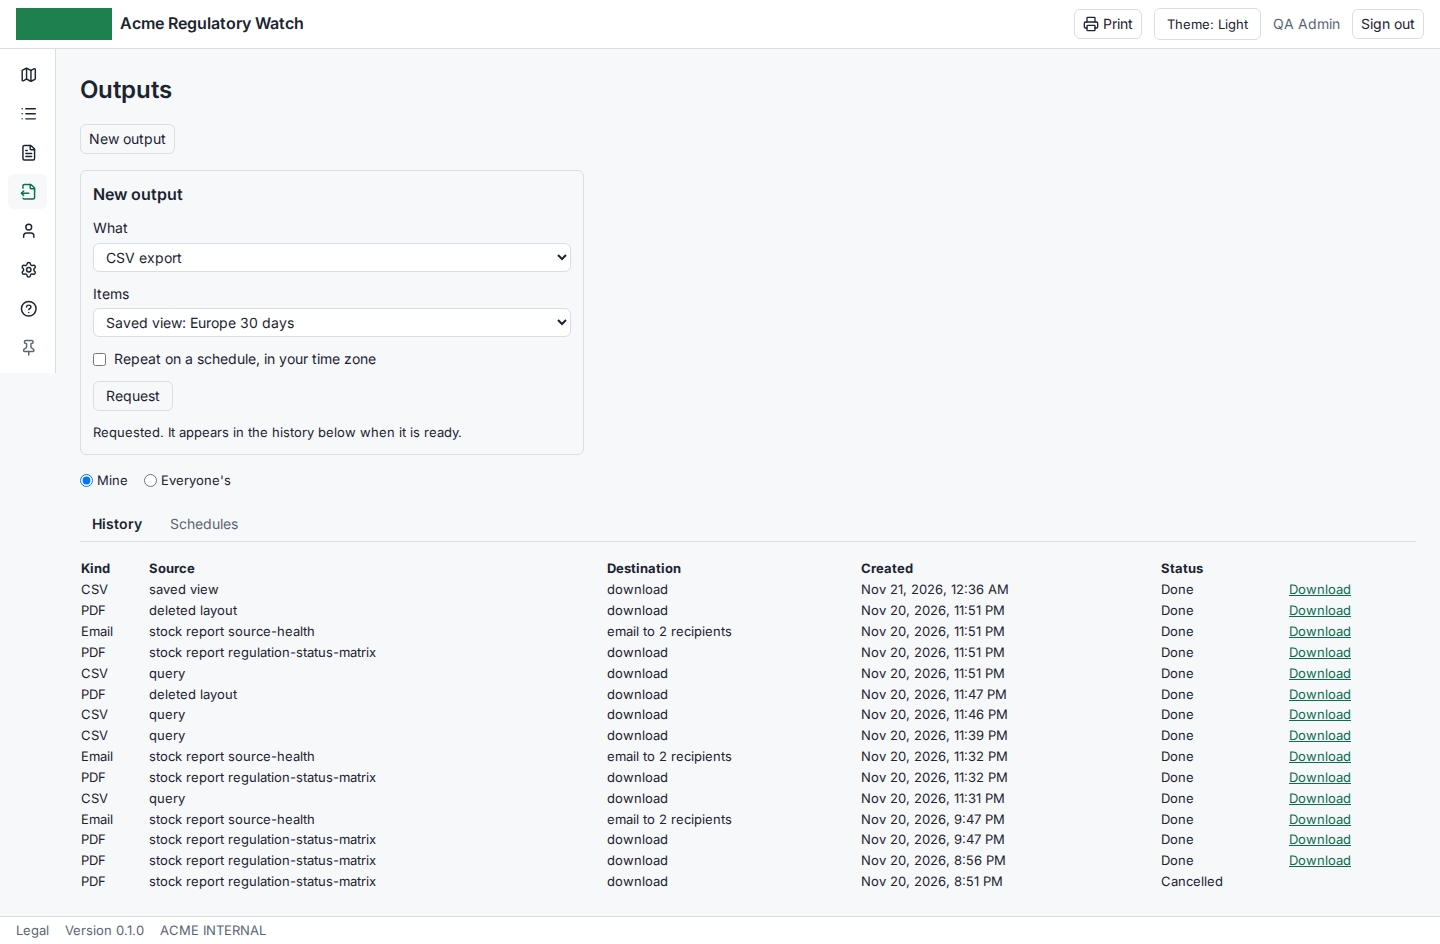 Acme Regulatory Watch
Print
Theme: Light
QA Admin
Sign out
Outputs
New output
New output
What
CSV export
Items
Saved view: Europe 30 days
Repeat on a schedule, in your time zone
Request
Requested. It appears in the history below when it is ready.
Mine Everyone's
History Schedules
Kind Source Destination Created Status
CSV saved view download Nov 21, 2026, 12:36 AM Done Download
PDF deleted layout download Nov 20, 2026, 11:51 PM Done Download
Email stock report source-health email to 2 recipients Nov 20, 2026, 11:51 PM Done Download
PDF stock report regulation-status-matrix download Nov 20, 2026, 11:51 PM Done Download
CSV query download Nov 20, 2026, 11:51 PM Done Download
PDF deleted layout download Nov 20, 2026, 11:47 PM Done Download
CSV query download Nov 20, 2026, 11:46 PM Done Download
CSV query download Nov 20, 2026, 11:39 PM Done Download
Email stock report source-health email to 2 recipients Nov 20, 2026, 11:32 PM Done Download
PDF stock report regulation-status-matrix download Nov 20, 2026, 11:32 PM Done Download
CSV query download Nov 20, 2026, 11:31 PM Done Download
Email stock report source-health email to 2 recipients Nov 20, 2026, 9:47 PM Done Download
PDF stock report regulation-status-matrix download Nov 20, 2026, 9:47 PM Done Download
PDF stock report regulation-status-matrix download Nov 20, 2026, 8:56 PM Done Download
PDF stock report regulation-status-matrix download Nov 20, 2026, 8:51 PM Cancelled
Legal Version 0.1.0 ACME INTERNAL